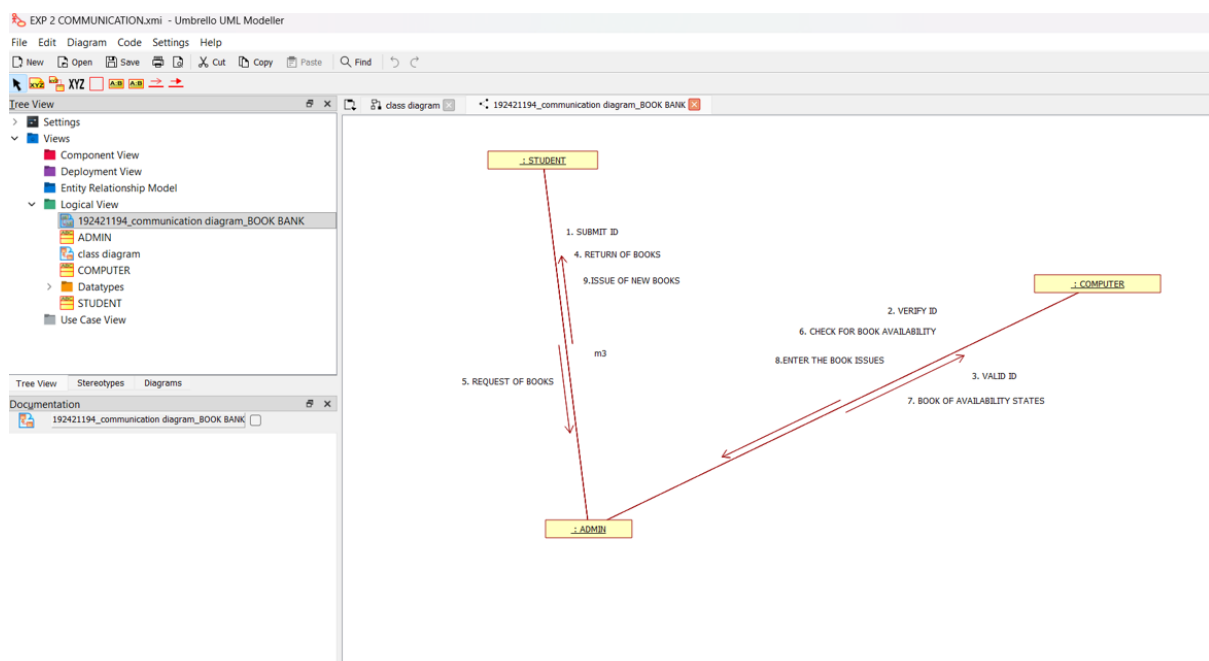 EXP 2 COMMUNICATION.xmi - Umbrello UML Modeller
File Edit Diagram Code Settings Help
New Open Save Cut Copy Paste Find
XYZ XYZ A:B A:B
Tree View
Settings
Views
Component View
Deployment View
Entity Relationship Model
Logical View
192421194_communication diagram_BOOK BANK
ADMIN
class diagram
COMPUTER
Datatypes
STUDENT
Use Case View
Tree View Stereotypes Diagrams
Documentation
192421194_communication diagram_BOOK BANK
class diagram 192421194_communication diagram_BOOK BANK
: STUDENT
1. SUBMIT ID
4. RETURN OF BOOKS
9.ISSUE OF NEW BOOKS
m3
5. REQUEST OF BOOKS
: COMPUTER
2. VERIFY ID
6. CHECK FOR BOOK AVAILABILITY
8.ENTER THE BOOK ISSUES
3. VALID ID
7. BOOK OF AVAILABILITY STATES
: ADMIN